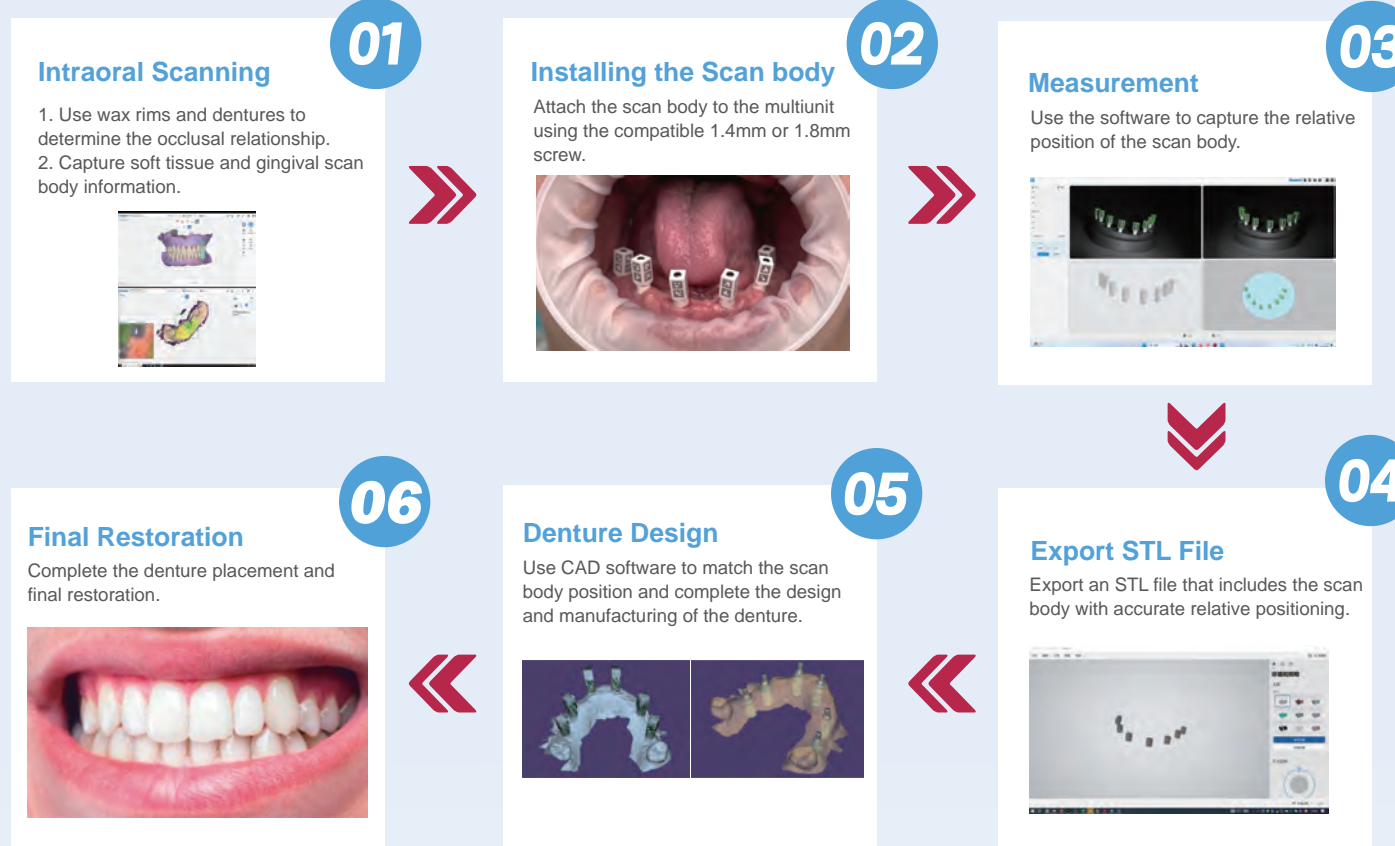 01
Intraoral Scanning
1. Use wax rims and dentures to
determine the occlusal relationship.
2. Capture soft tissue and gingival scan
body information.
02
Installing the Scan body
Attach the scan body to the multiunit
using the compatible 1.4mm or 1.8mm
screw.
03
Measurement
Use the software to capture the relative
position of the scan body.
04
Export STL File
Export an STL file that includes the scan
body with accurate relative positioning.
05
Denture Design
Use CAD software to match the scan
body position and complete the design
and manufacturing of the denture.
06
Final Restoration
Complete the denture placement and
final restoration.